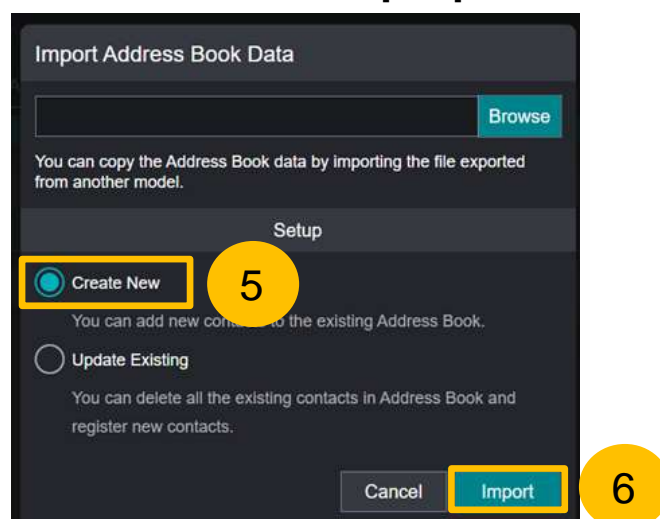 Import Address Book Data
Browse
You can copy the Address Book data by importing the file exported
from another model.
Setup
Create New
5
You can add new to the existing Address Book.
Update Existing
You can delete all the existing contacts in Address Book and
register new contacts.
Cancel
Import
6